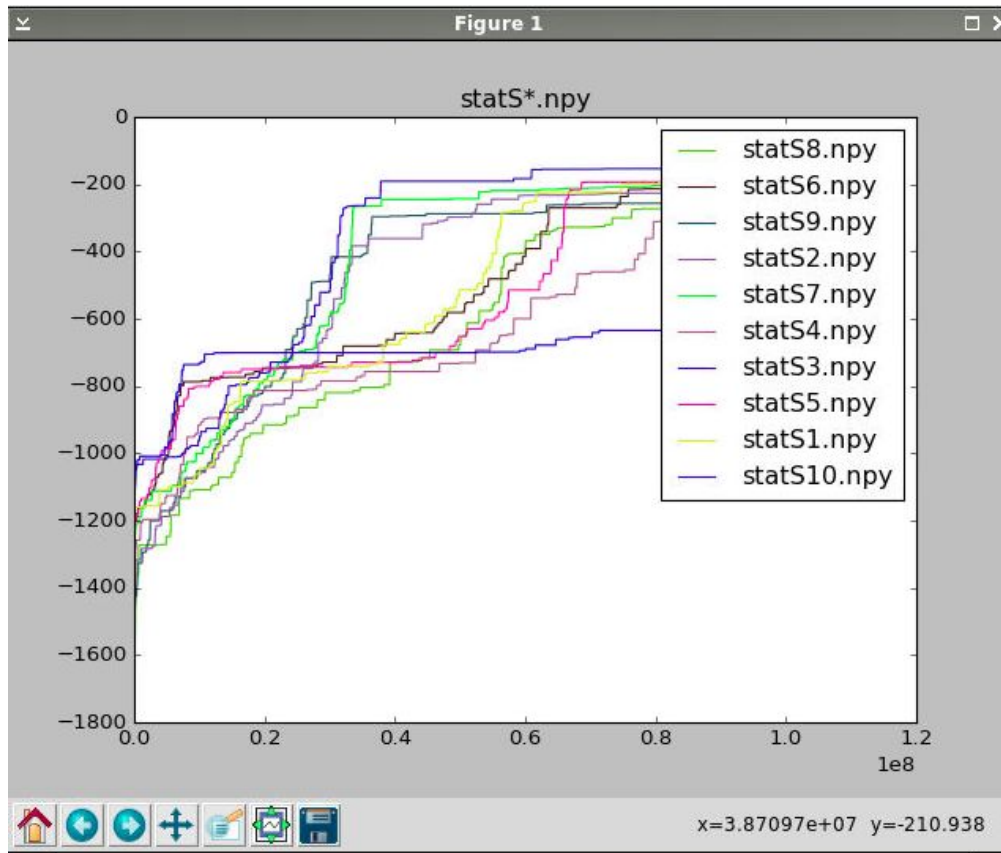 Figure 1
statS*.npy
0
−200
−400
−600
−800
−1000
−1200
−1400
−1600
−1800
0.0
0.2
0.4
0.6
0.8
1.0
1.2
1e8
statS8.npy
statS6.npy
statS9.npy
statS2.npy
statS7.npy
statS4.npy
statS3.npy
statS5.npy
statS1.npy
statS10.npy
x=3.87097e+07 y=-210.938